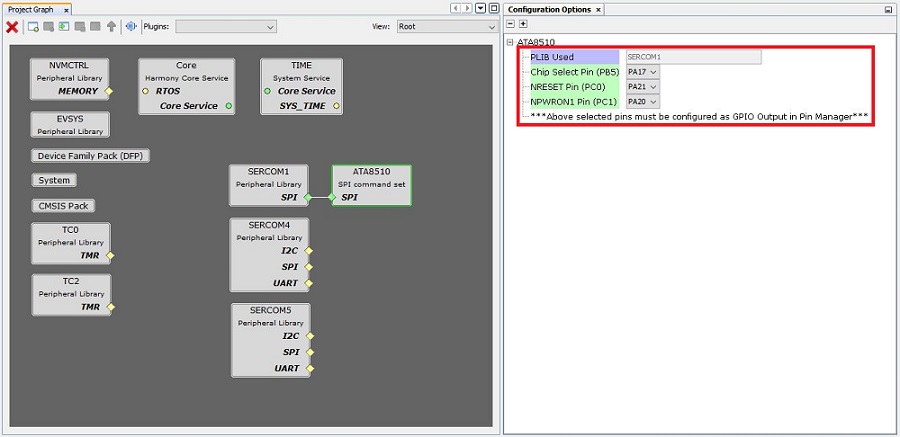 Project Graph ×
Plugins:
View: Root
NVMCTRL
Peripheral Library
MEMORY
Core
Harmony Core Service
RTOS
Core Service
TIME
System Service
Core Service
SYS_TIME
EVSYS
Peripheral Library
Device Family Pack (DFP)
System
CMSIS Pack
TC0
Peripheral Library
TMR
TC2
Peripheral Library
TMR
SERCOM1
Peripheral Library
SPI
ATA8510
SPI command set
SPI
SERCOM4
Peripheral Library
I2C
SPI
UART
SERCOM5
Peripheral Library
I2C
SPI
UART
Configuration Options ×
ATA8510
PLIB Used SERCOM1
Chip Select Pin (PB5) PA17
NRESET Pin (PC0) PA21
NPWRON1 Pin (PC1) PA20
***Above selected pins must be configured as GPIO Output in Pin Manager***